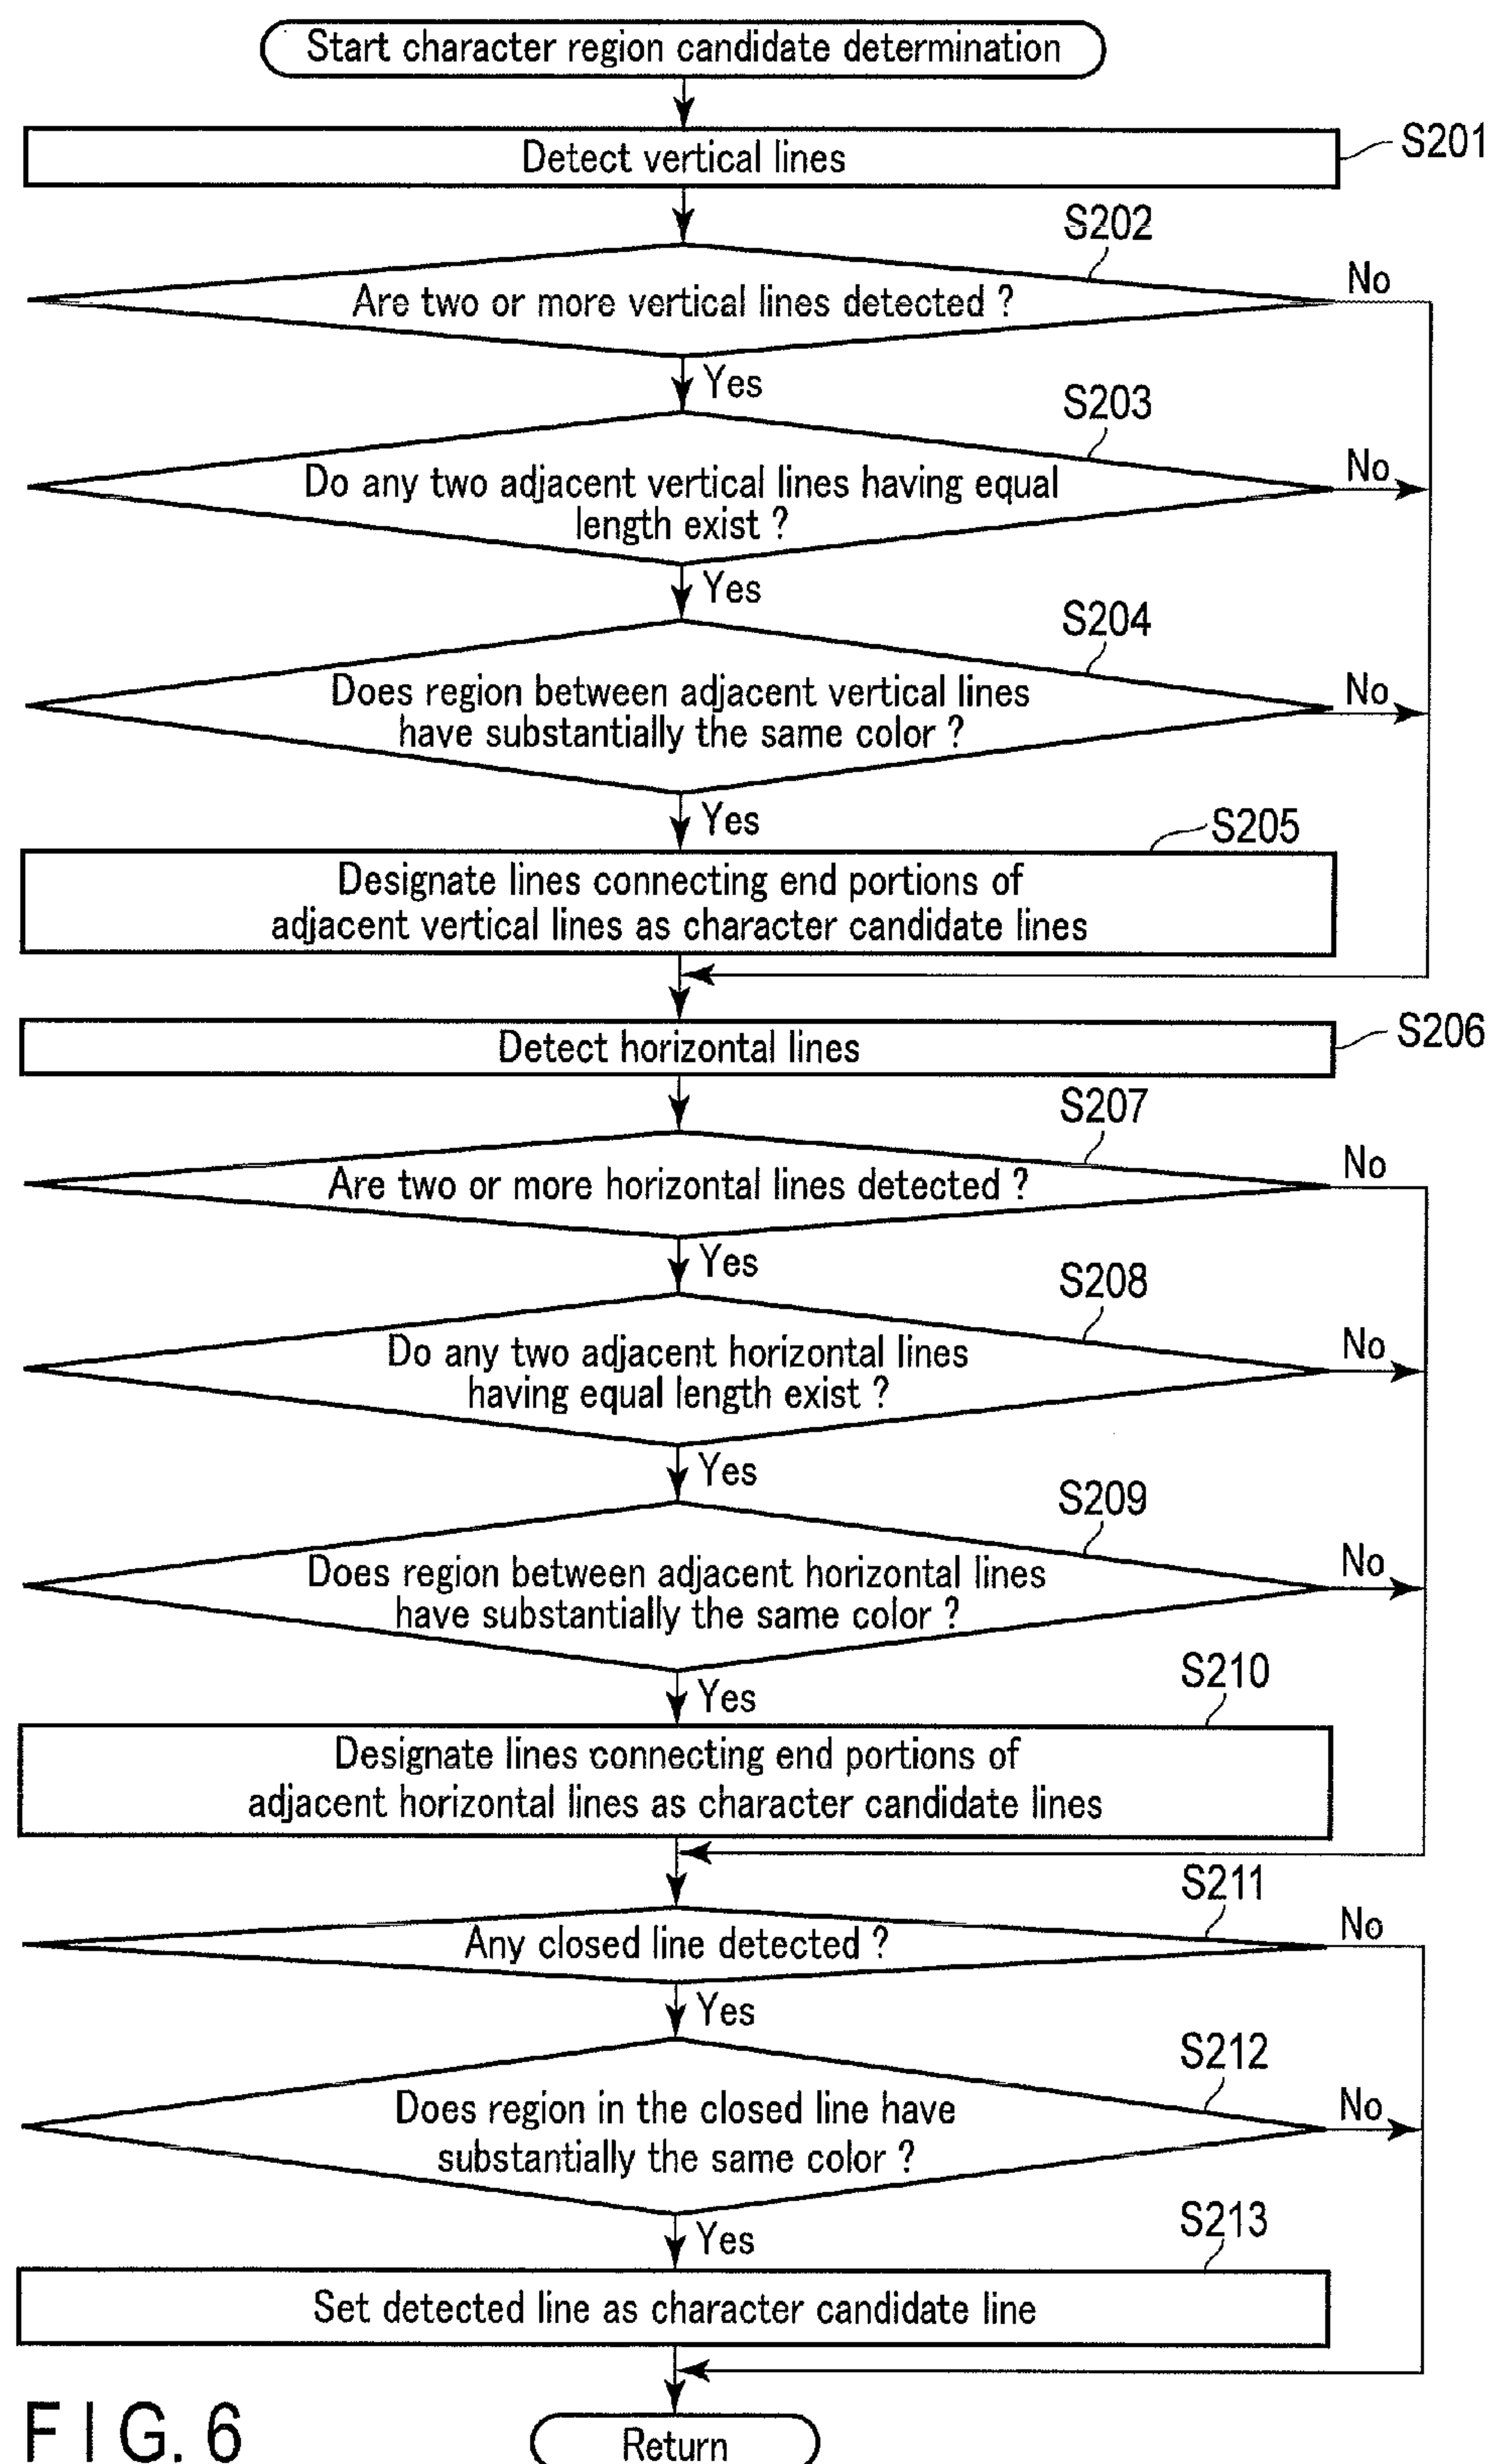 Start character region candidate determination
Detect vertical lines
S201
S202
Are two or more vertical lines detected ?
No
Yes
S203
Do any two adjacent vertical lines having equal
length exist ?
No
Yes
S204
Does region between adjacent vertical lines
have substantially the same color ?
No
Yes
S205
Designate lines connecting end portions of
adjacent vertical lines as character candidate lines
Detect horizontal lines
S206
S207
Are two or more horizontal lines detected ?
No
Yes
S208
Do any two adjacent horizontal lines
having equal length exist ?
No
Yes
S209
Does region between adjacent horizontal lines
have substantially the same color ?
No
Yes
S210
Designate lines connecting end portions of
adjacent horizontal lines as character candidate lines
S211
Any closed line detected ?
No
Yes
S212
Does region in the closed line have
substantially the same color ?
No
Yes
S213
Set detected line as character candidate line
Return
FIG. 6